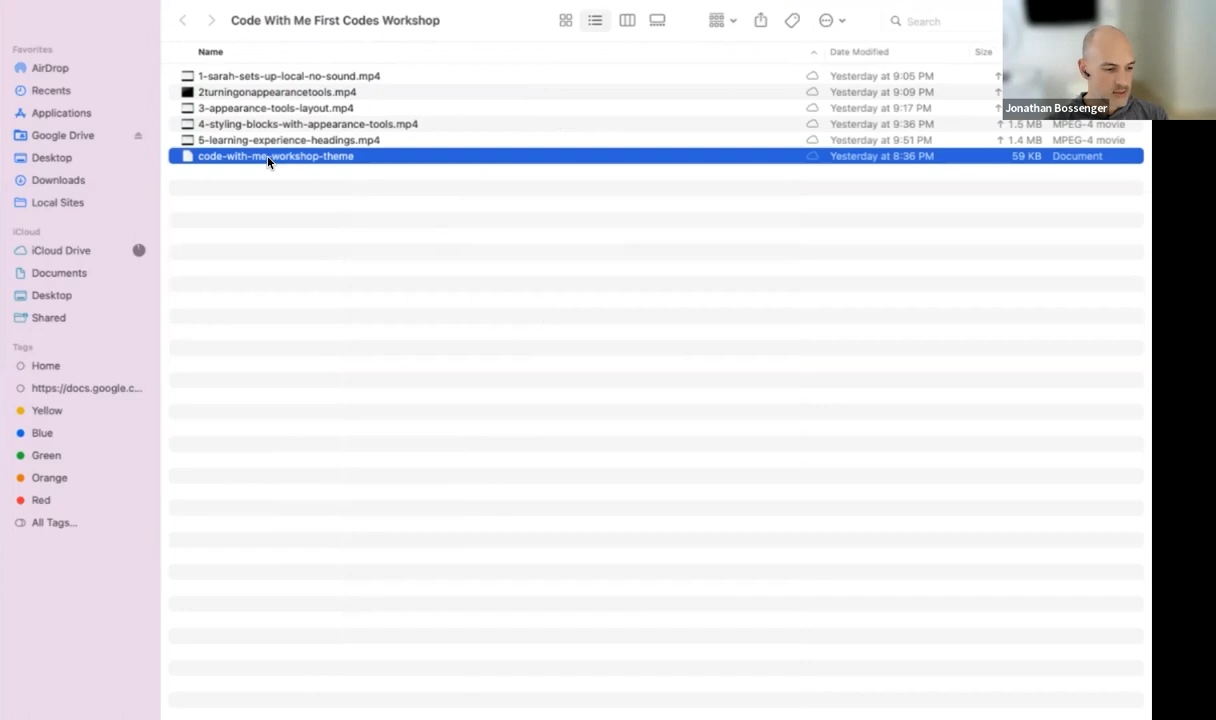 Code With Me First Codes Workshop
Search
Favorites
AirDrop
Recents
Applications
Google Drive
Desktop
Downloads
Local Sites
iCloud
iCloud Drive
Documents
Desktop
Shared
Tags
Home
https://docs.google.c...
Yellow
Blue
Green
Orange
Red
All Tags...
Name Date Modified Size
1-sarah-sets-up-local-no-sound.mp4 Yesterday at 9:05 PM
2turningonappearancetools.mp4 Yesterday at 9:09 PM
3-appearance-tools-layout.mp4 Yesterday at 9:17 PM
4-styling-blocks-with-appearance-tools.mp4 Yesterday at 9:36 PM 1.5 MB MPEG-4 movie
5-learning-experience-headings.mp4 Yesterday at 9:51 PM 1.4 MB MPEG-4 movie
code-with-me-workshop-theme Yesterday at 8:36 PM 59 KB Document
Jonathan Bossenger